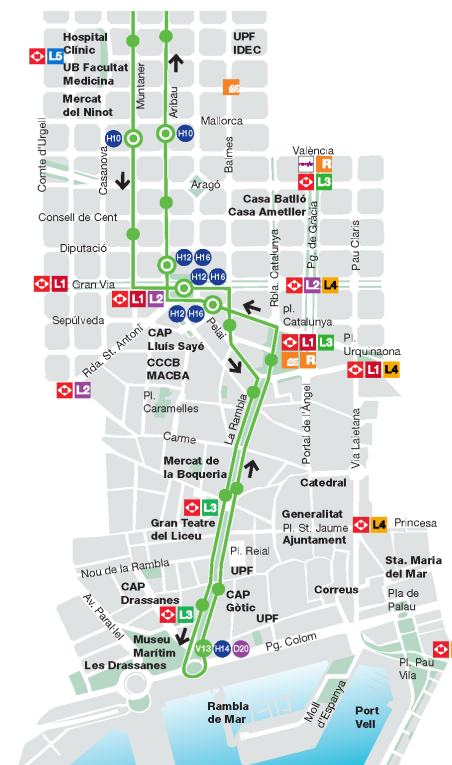 Hospital
Clínic
UPF
IDEC
L5
UB Facultat
Medicina
Muntaner
Aribau
Mercat
del Ninot
Mallorca
Comte d'Urgell
H10
H10
Balmes
València
Casanova
renfe R
L3
Aragó
Casa Batlló
Casa Ametller
Consell de Cent
Pg. de Gràcia
Pau Claris
Rbla. Catalunya
Diputació
H12 H16
L1 Gran Via
H12 H16
L2 L4
L1 L2
Sepúlveda
H12 H16
pl.
Catalunya
Rda. St. Antoni
CAP
Lluís Sayé
Pelai
L1 L3
R
Pl.
Urquinaona
CCCB
MACBA
L1 L4
L2
Pl.
Caramelles
La Rambla
Portal de l'Àngel
Via Laietana
Carme
Mercat de
la Boqueria
Catedral
L3
Generalitat
Gran Teatre
del Liceu
Pl. St. Jaume
L4 Princesa
Ajuntament
Pl. Reial
Nou de la Rambla
UPF
Sta. Maria
del Mar
CAP
Drassanes
CAP
Gòtic
Correus
Pla de
Palau
Av. Paral·lel
L3
UPF
Museu
Marítim
Les Drassanes
V13 H14 D20
Pg. Colom
Pl. Pau
Vila
Rambla
de Mar
Moll
d'Espanya
Port
Vell